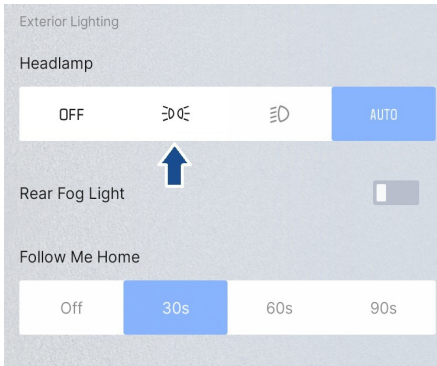 Exterior Lighting
Headlamp
OFF AUTO
Rear Fog Light
Follow Me Home
Off 30s 60s 90s